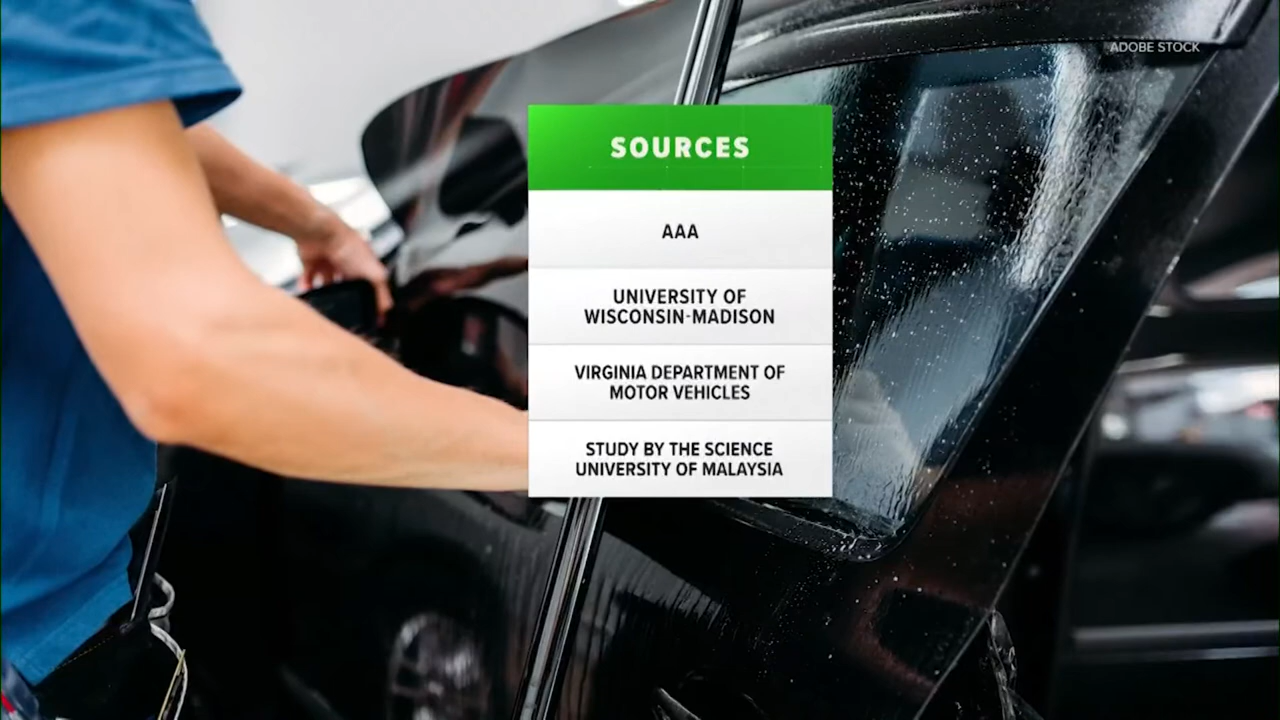 ADOBE STOCK
SOURCES
AAA
UNIVERSITY OF
WISCONSIN-MADISON
VIRGINIA DEPARTMENT OF
MOTOR VEHICLES
STUDY BY THE SCIENCE
UNIVERSITY OF MALAYSIA